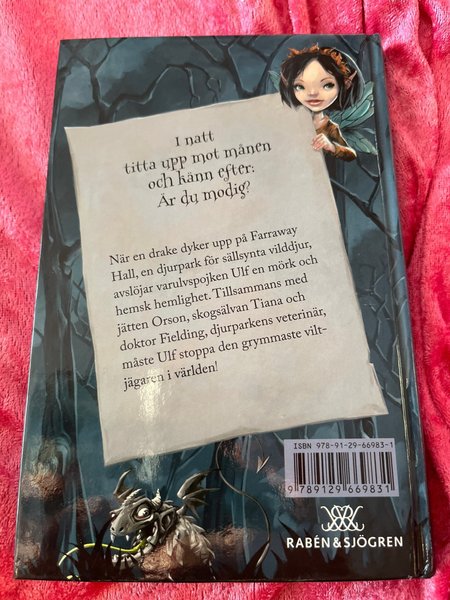 I natt
titta upp mot månen
och känn efter:
Är du modig?
När en drake dyker upp på Farraway
Hall, en djurpark för sällsynta vilddjur,
avslöjar varulvspojken Ulf en mörk och
hemsk hemlighet. Tillsammans med
jätten Orson, skogsälvan Tiana och
doktor Fielding, djurparkens veterinär,
måste Ulf stoppa den grymmaste vilt-
jägaren i världen!
ISBN 978-91-29-66983-1
9 789129 669831
RABÉN & SJÖGREN